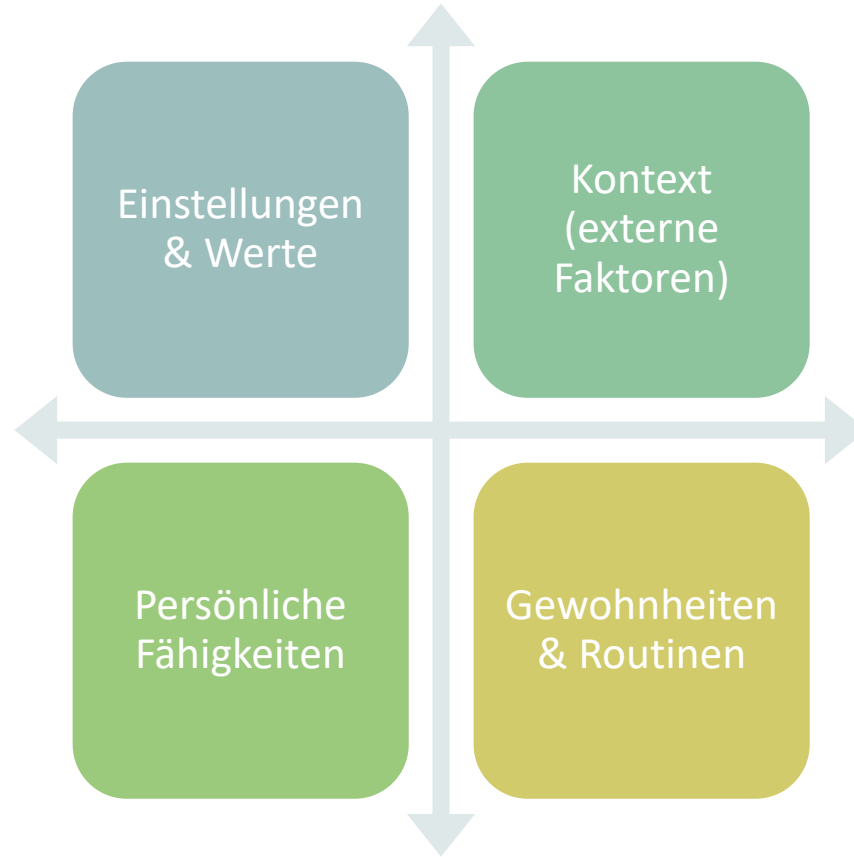 Einstellungen
& Werte
Kontext
(externe
Faktoren)
Persönliche
Fähigkeiten
Gewohnheiten
& Routinen